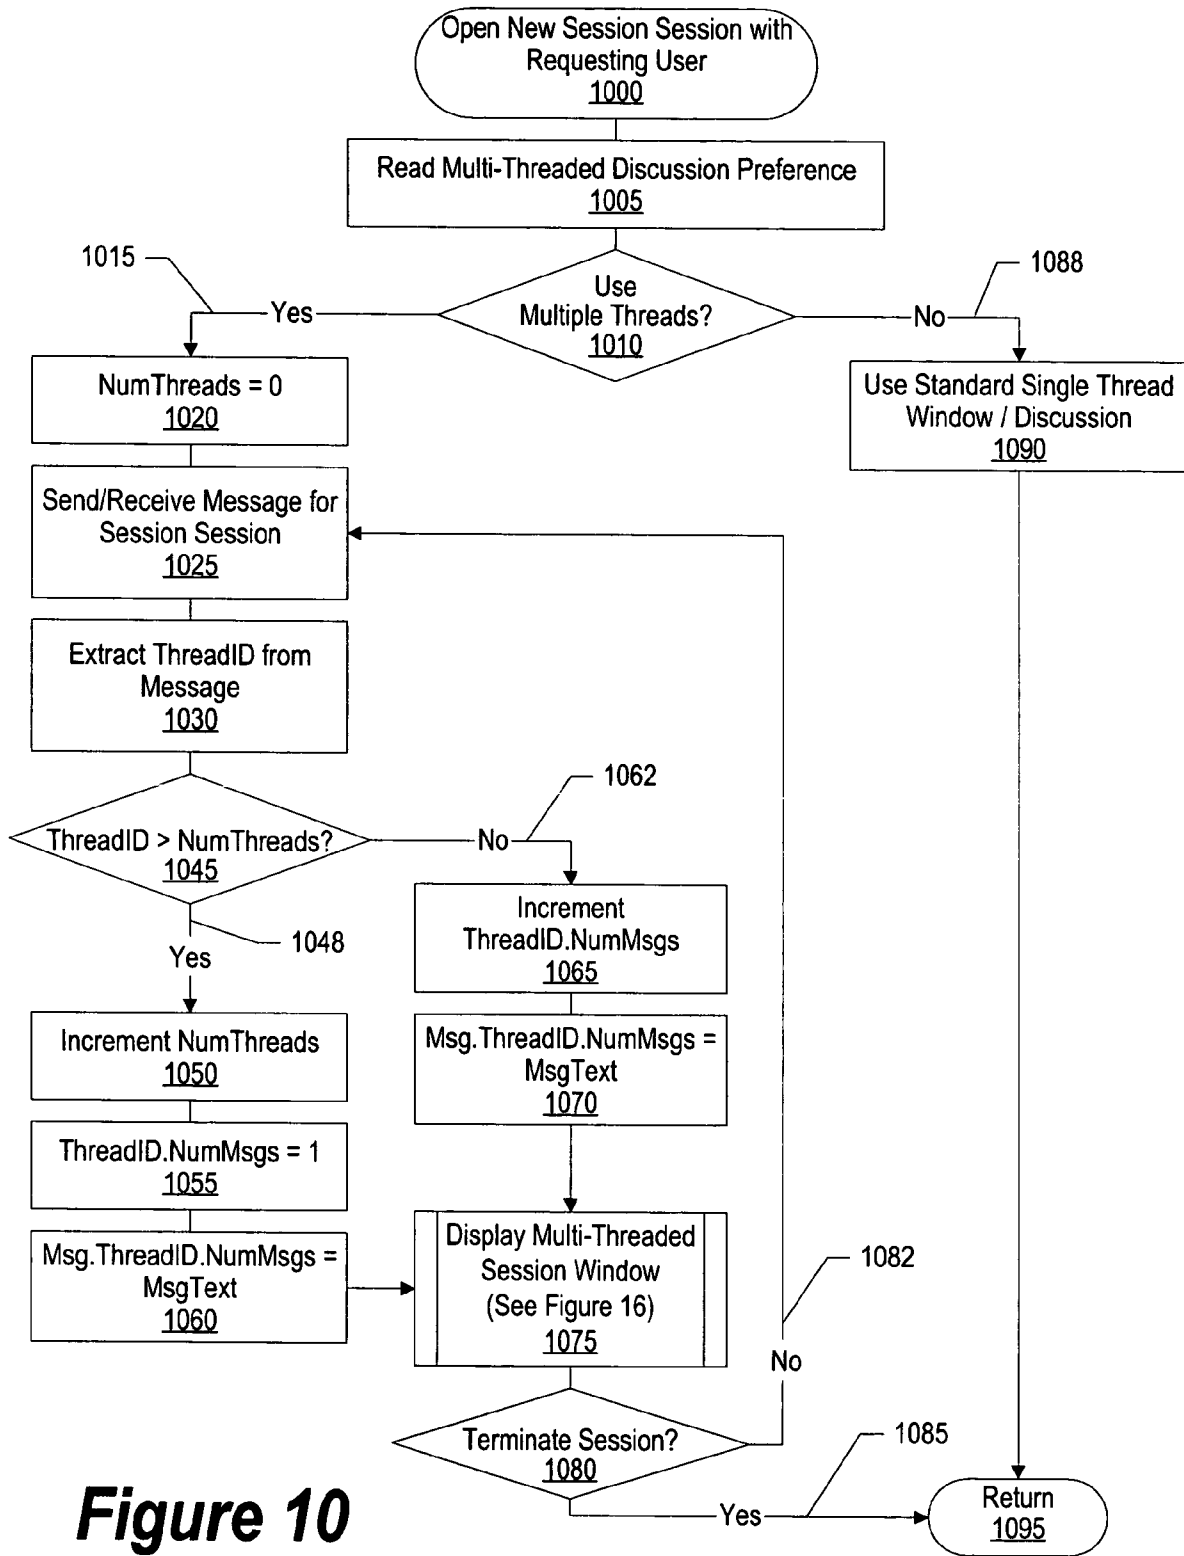 Open New Session Session with
Requesting User
1000
Read Multi-Threaded Discussion Preference
1005
1015
1088
Use
Multiple Threads?
1010
Yes
No
NumThreads = 0
1020
Use Standard Single Thread
Window / Discussion
1090
Send/Receive Message for
Session Session
1025
Extract ThreadID from
Message
1030
1062
ThreadID > NumThreads?
1045
No
1048
Yes
Increment
ThreadID.NumMsgs
1065
Increment NumThreads
1050
Msg.ThreadID.NumMsgs =
MsgText
1070
ThreadID.NumMsgs = 1
1055
Msg.ThreadID.NumMsgs =
MsgText
1060
Display Multi-Threaded
Session Window
(See Figure 16)
1075
1082
No
Terminate Session?
1080
1085
Yes
Return
1095
Figure 10